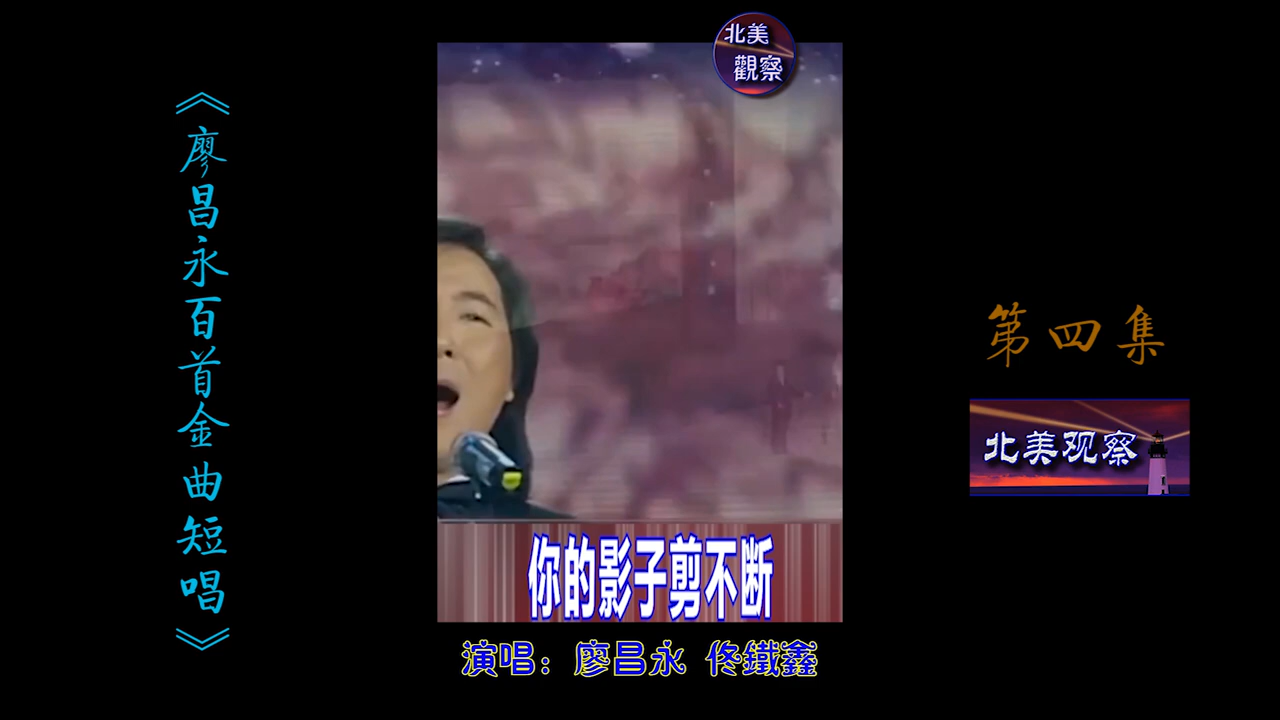 北美
觀察
《廖昌永百首金曲短唱》
第四集
北美观察
你的影子剪不断
演唱：廖昌永 佟鐵鑫